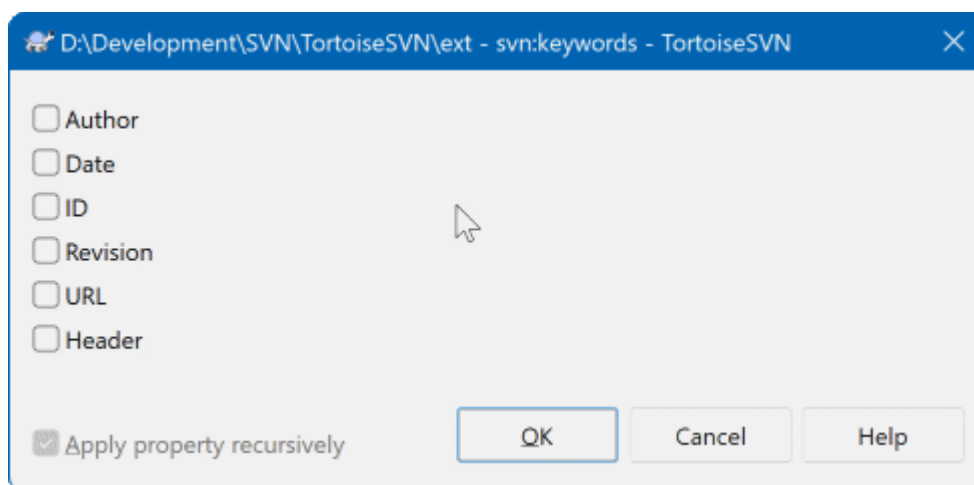 D:\Development\SVN\TortoiseSVN\ext - svn:keywords - TortoiseSVN
Author
Date
ID
Revision
URL
Header
Apply property recursively
OK
Cancel
Help